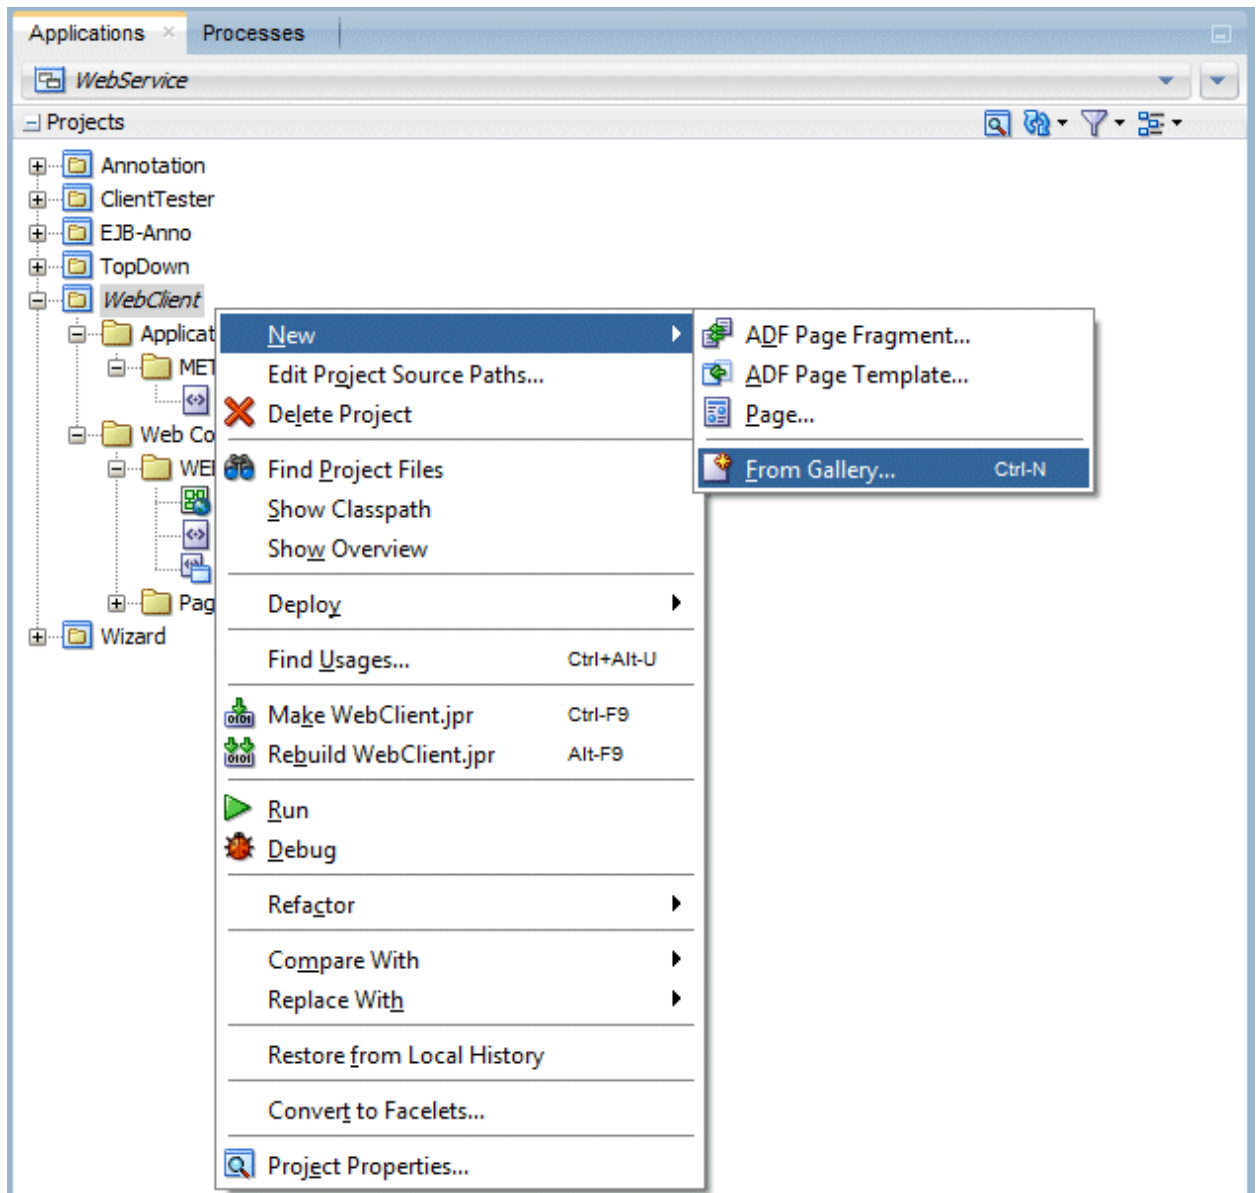 Applications Processes
WebService
Projects
Annotation
ClientTester
EJB-Anno
TopDown
WebClient
Applicat
New
ADF Page Fragment...
MET
Edit Project Source Paths...
ADF Page Template...
Delete Project
Page...
Web Co
WEI
Find Project Files
From Gallery... Ctrl-N
Show Classpath
Show Overview
Pag
Deploy
Wizard
Find Usages... Ctrl+Alt-U
Make WebClient.jpr Ctrl-F9
Rebuild WebClient.jpr Alt-F9
Run
Debug
Refactor
Compare With
Replace With
Restore from Local History
Convert to Facelets...
Project Properties...